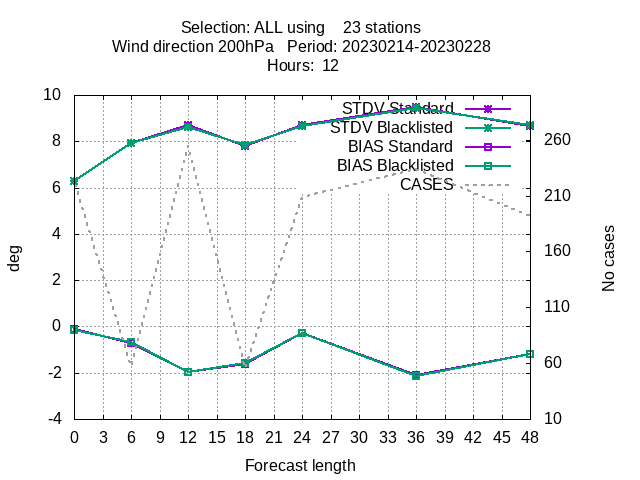 Selection: ALL using    23 stations
Wind direction 200hPa   Period: 20230214-20230228
Hours:  12
STDV Standard
STDV Blacklisted
BIAS Standard
BIAS Blacklisted
CASES
10
8
6
4
2
0
-2
-4
deg
260
210
160
110
60
10
No cases
0 3 6 9 12 15 18 21 24 27 30 33 36 39 42 45 48
Forecast length